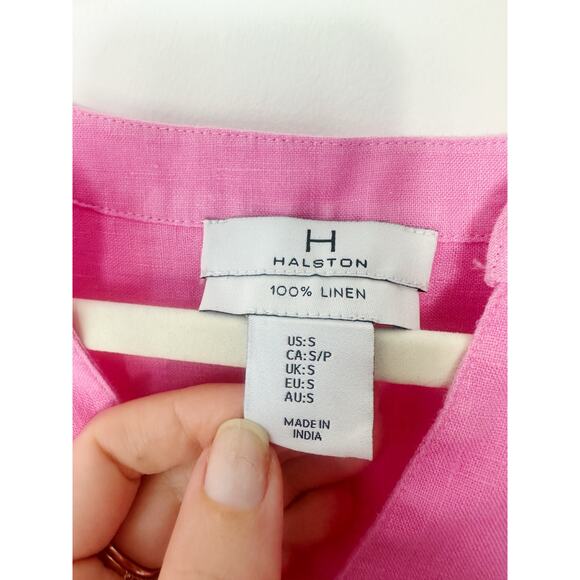 H
HALSTON
100% LINEN
US:S
CA:S/P
UK:S
EU:S
AU:S
MADE IN
INDIA